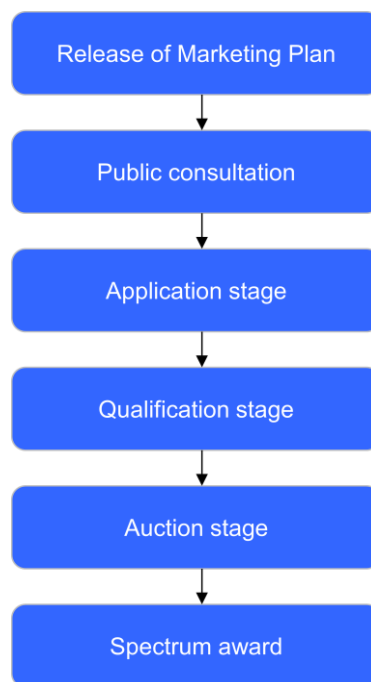 Release of Marketing Plan
Public consultation
Application stage
Qualification stage
Auction stage
Spectrum award